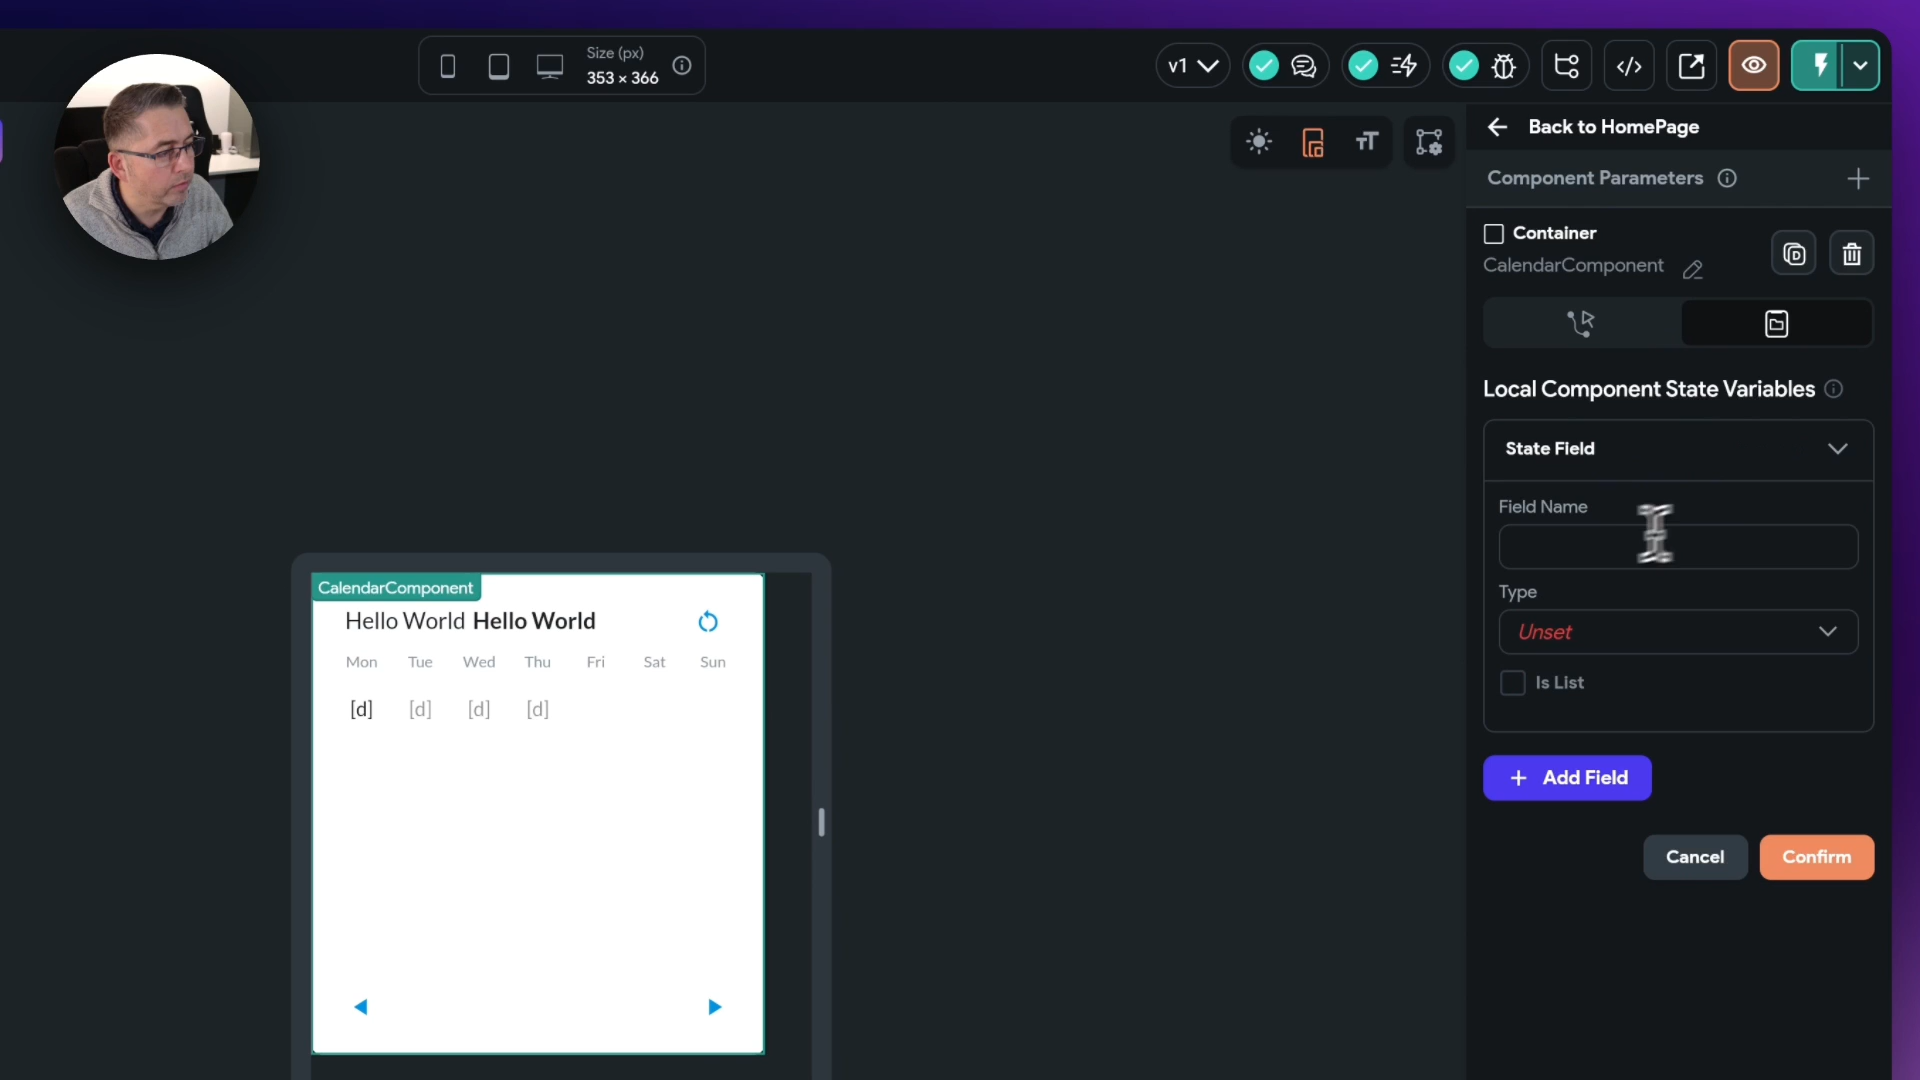 Size (px)
353 × 366
v1
Back to HomePage
Component Parameters
Container
CalendarComponent
Local Component State Variables
State Field
Field Name
Type
Unset
Is List
+ Add Field
Cancel
Confirm
CalendarComponent
Hello World Hello World
Mon Tue Wed Thu Fri Sat Sun
[d] [d] [d] [d]